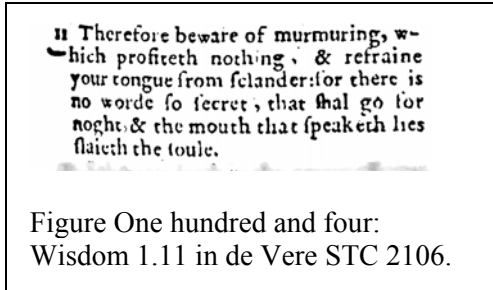 11 Therefore beware of murmuring, w-
hich profiteth nothing, & refraine
your tongue from ſclander: for there is
no worde ſo ſecret, that ſhal go for
noght, & the mouth that ſpeaketh lies
ſlaieth the ſoule.
Figure One hundred and four:
Wisdom 1.11 in de Vere STC 2106.